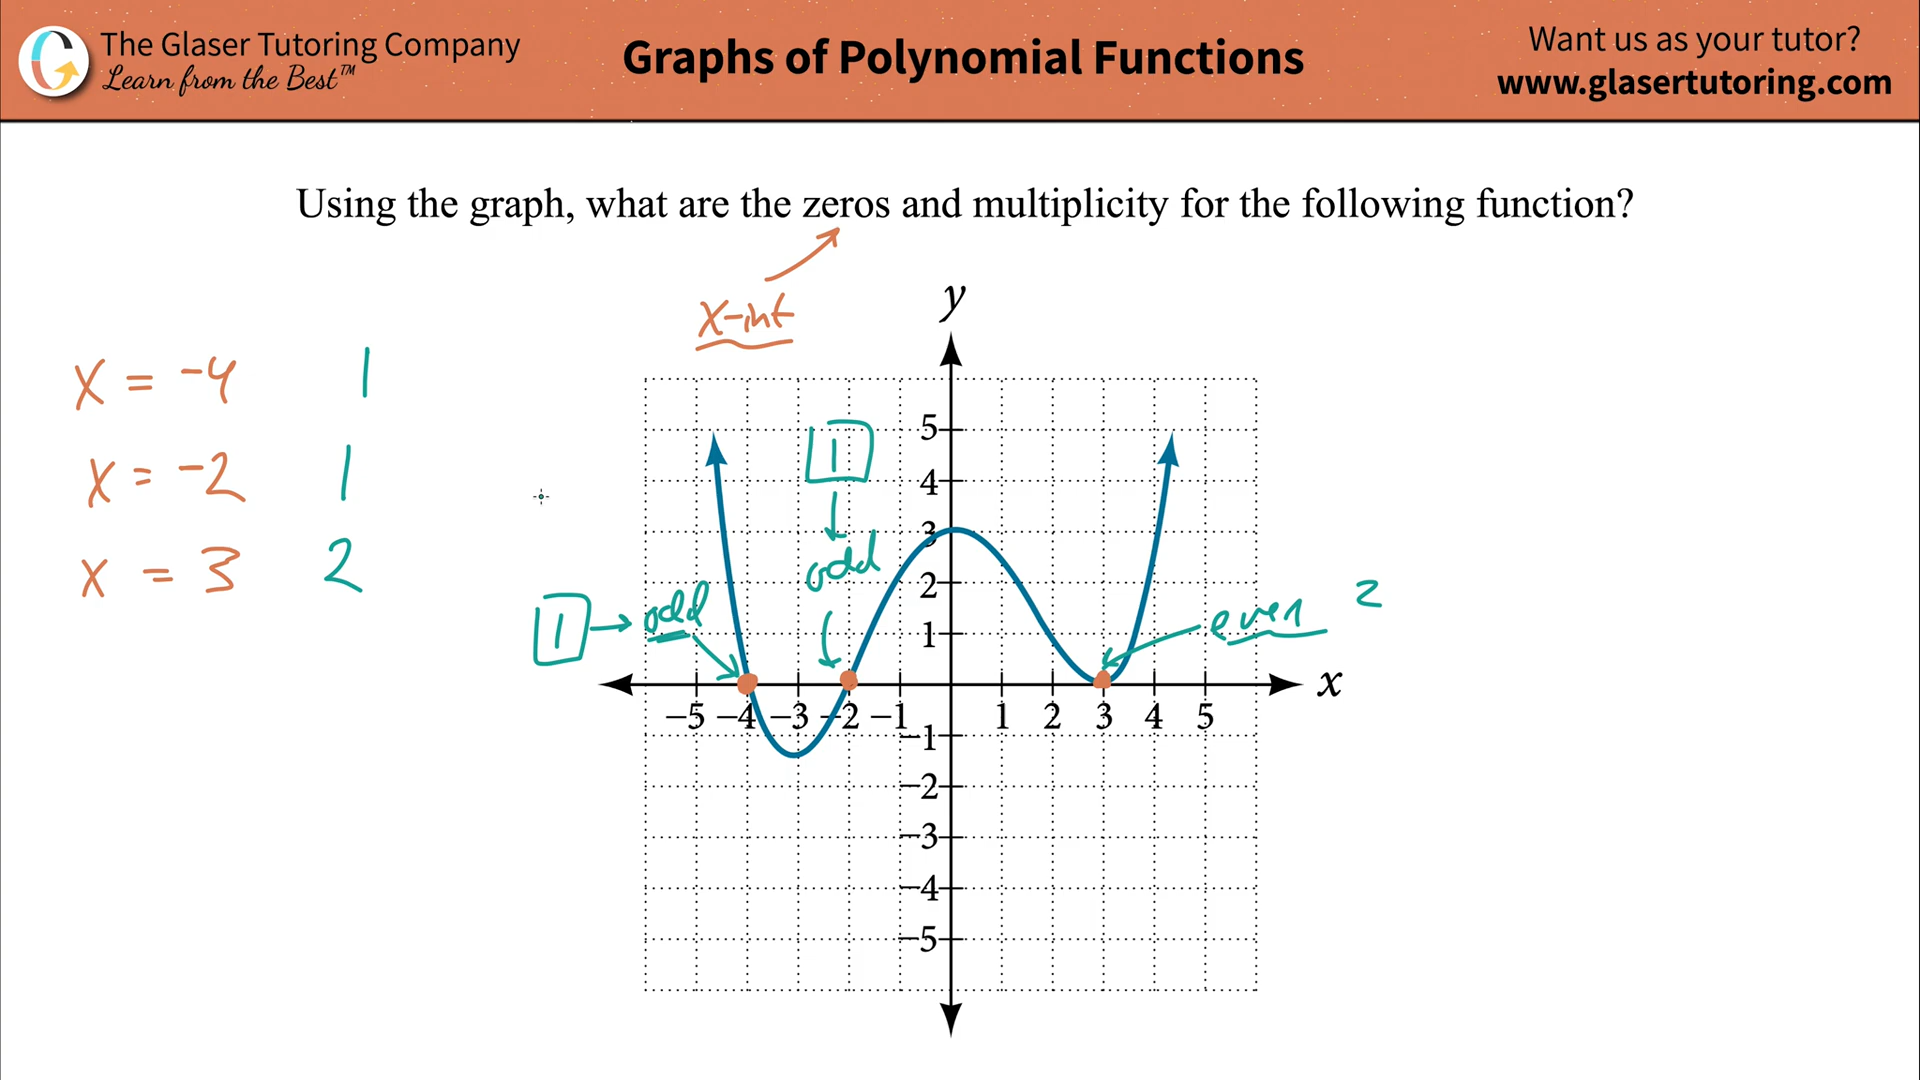 The Glaser Tutoring Company
Learn from the Best™
Graphs of Polynomial Functions
Want us as your tutor?
www.glasertutoring.com
Using the graph, what are the zeros and multiplicity for the following function?
x-int
x = -4 1
x = -2 1
x = 3 2
y
5
4
3
2
1
1
odd
1 odd
even 2
x
−5 −4 −3 −2 −1 1 2 3 4 5
−1
−2
−3
−4
−5